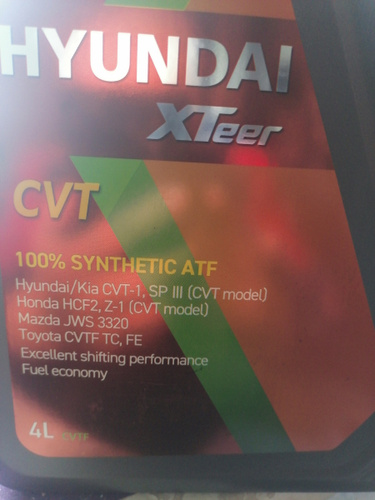 HYUNDAI
XTeer
CVT
100% SYNTHETIC ATF
Hyundai/Kia CVT-1, SP III (CVT model)
Honda HCF2, Z-1 (CVT model)
Mazda JWS 3320
Toyota CVTF TC, FE
Excellent shifting performance
Fuel economy
4L CVTF